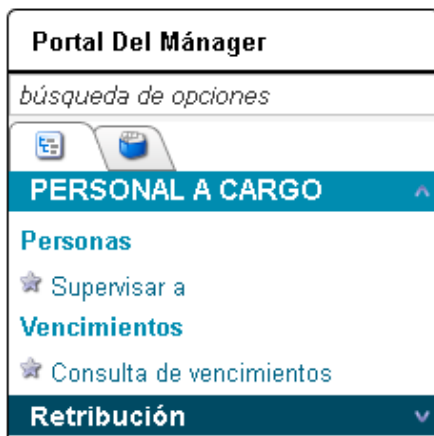 Portal Del Mánager
búsqueda de opciones
PERSONAL A CARGO
Personas
Supervisar a
Vencimientos
Consulta de vencimientos
Retribución